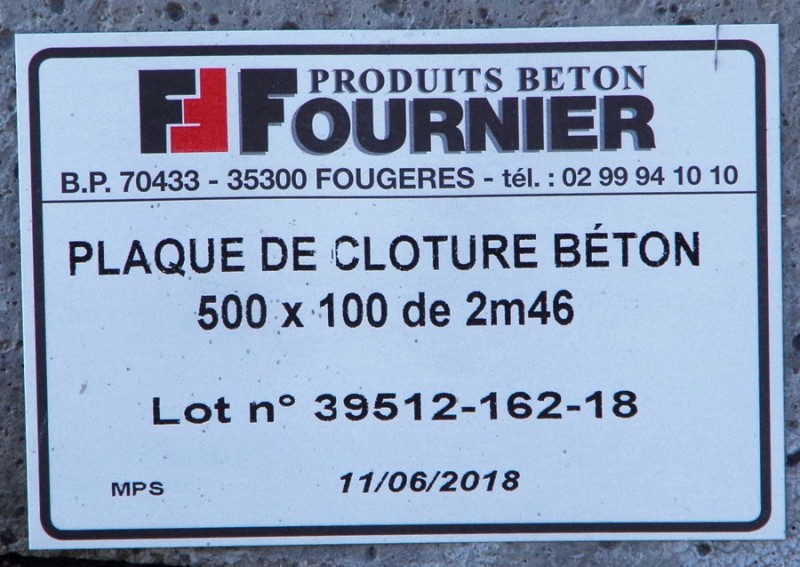 PRODUITS BETON
FOURNIER
B.P. 70433 - 35300 FOUGERES - tél. : 02 99 94 10 10
PLAQUE DE CLOTURE BÉTON
500 x 100 de 2m46
Lot n° 39512-162-18
MPS 11/06/2018